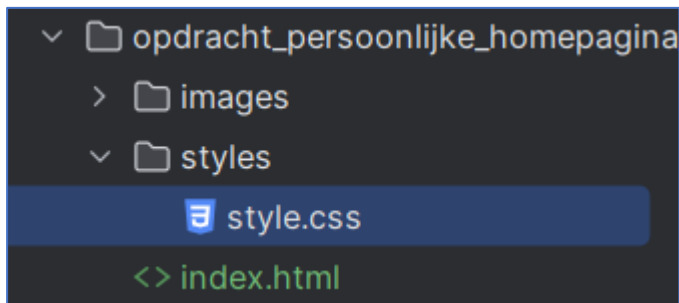 opdracht_persoonlijke_homepagina
images
styles
style.css
<> index.html